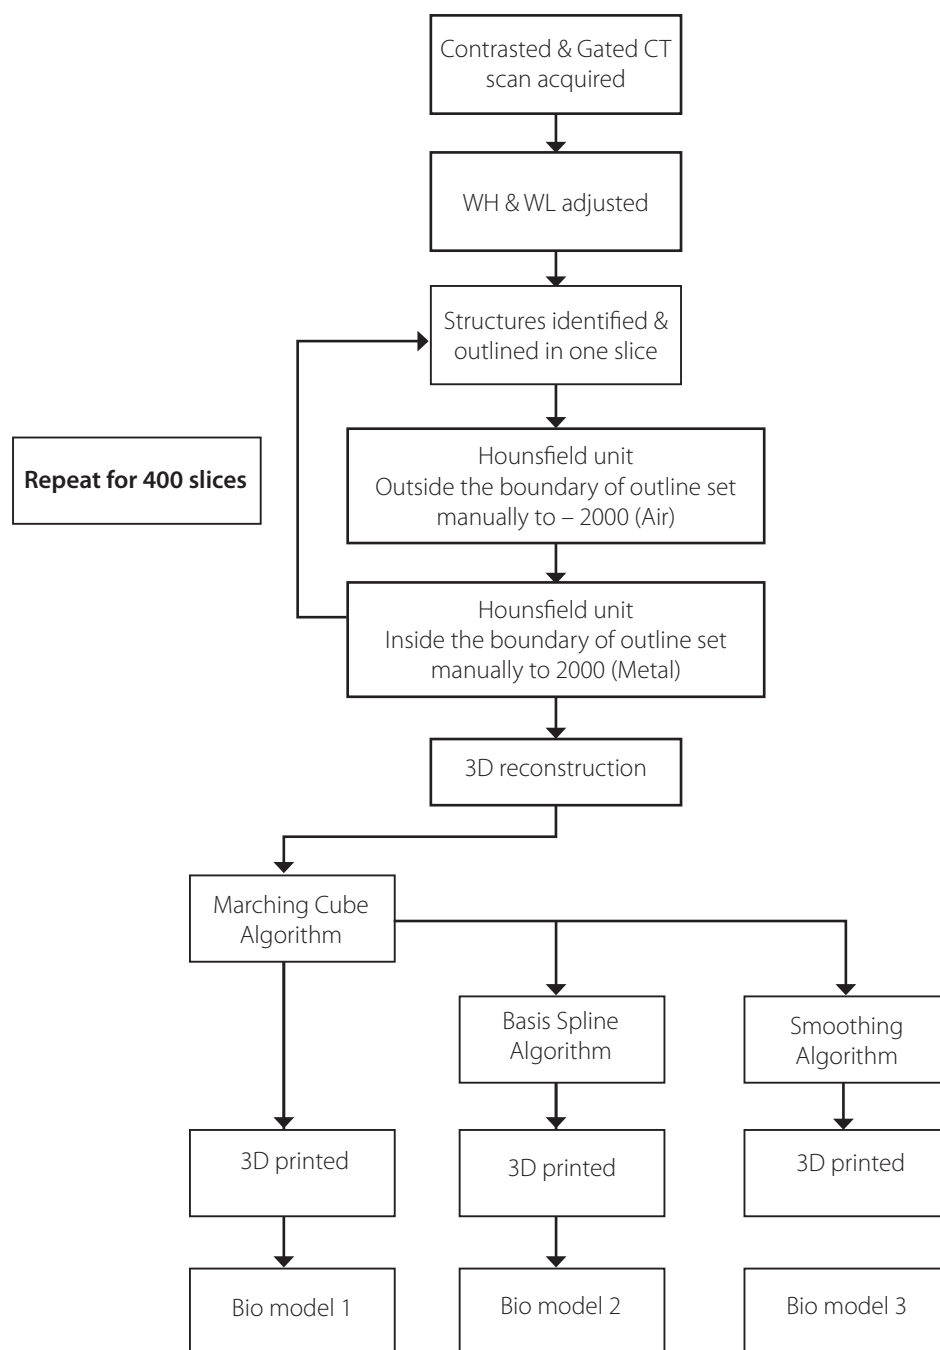 Contrasted & Gated CT
scan acquired
WH & WL adjusted
Structures identified &
outlined in one slice
Repeat for 400 slices
Hounsfield unit
Outside the boundary of outline set
manually to – 2000 (Air)
Hounsfield unit
Inside the boundary of outline set
manually to 2000 (Metal)
3D reconstruction
Marching Cube
Algorithm
Basis Spline
Algorithm
Smoothing
Algorithm
3D printed
3D printed
3D printed
Bio model 1
Bio model 2
Bio model 3